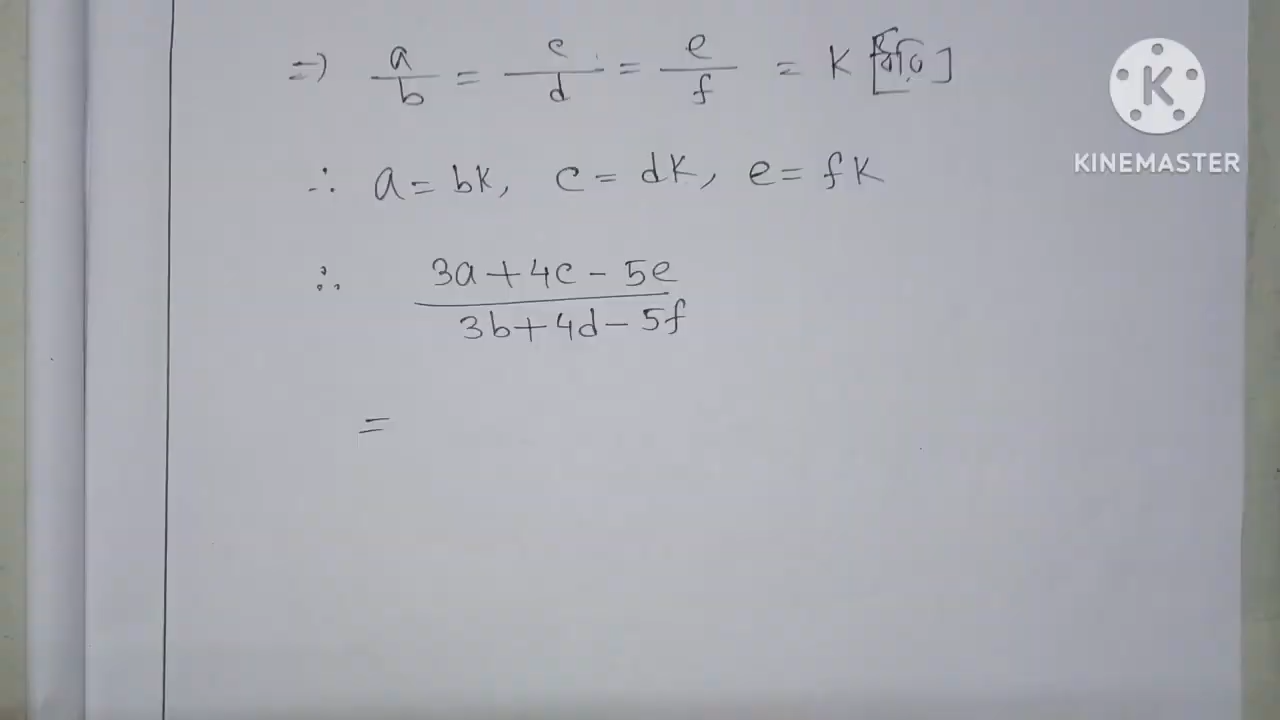 => a/b = c/d = e/f = K [ধরি]
K
KINEMASTER
∴ a = bK, c = dK, e = fK
∴ 3a+4c-5e / 3b+4d-5f
=